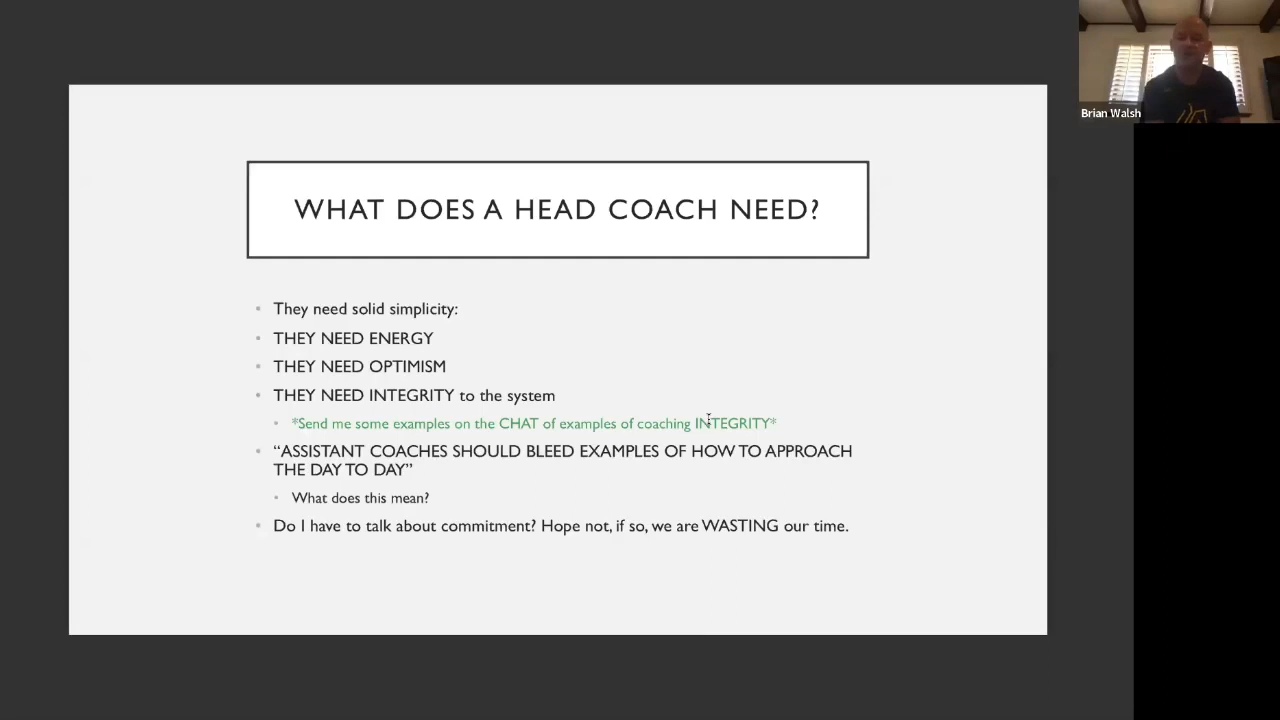 Brian Walsh
WHAT DOES A HEAD COACH NEED?
They need solid simplicity:
THEY NEED ENERGY
THEY NEED OPTIMISM
THEY NEED INTEGRITY to the system
*Send me some examples on the CHAT of examples of coaching INTEGRITY*
“ASSISTANT COACHES SHOULD BLEED EXAMPLES OF HOW TO APPROACH
THE DAY TO DAY”
What does this mean?
Do I have to talk about commitment? Hope not, if so, we are WASTING our time.